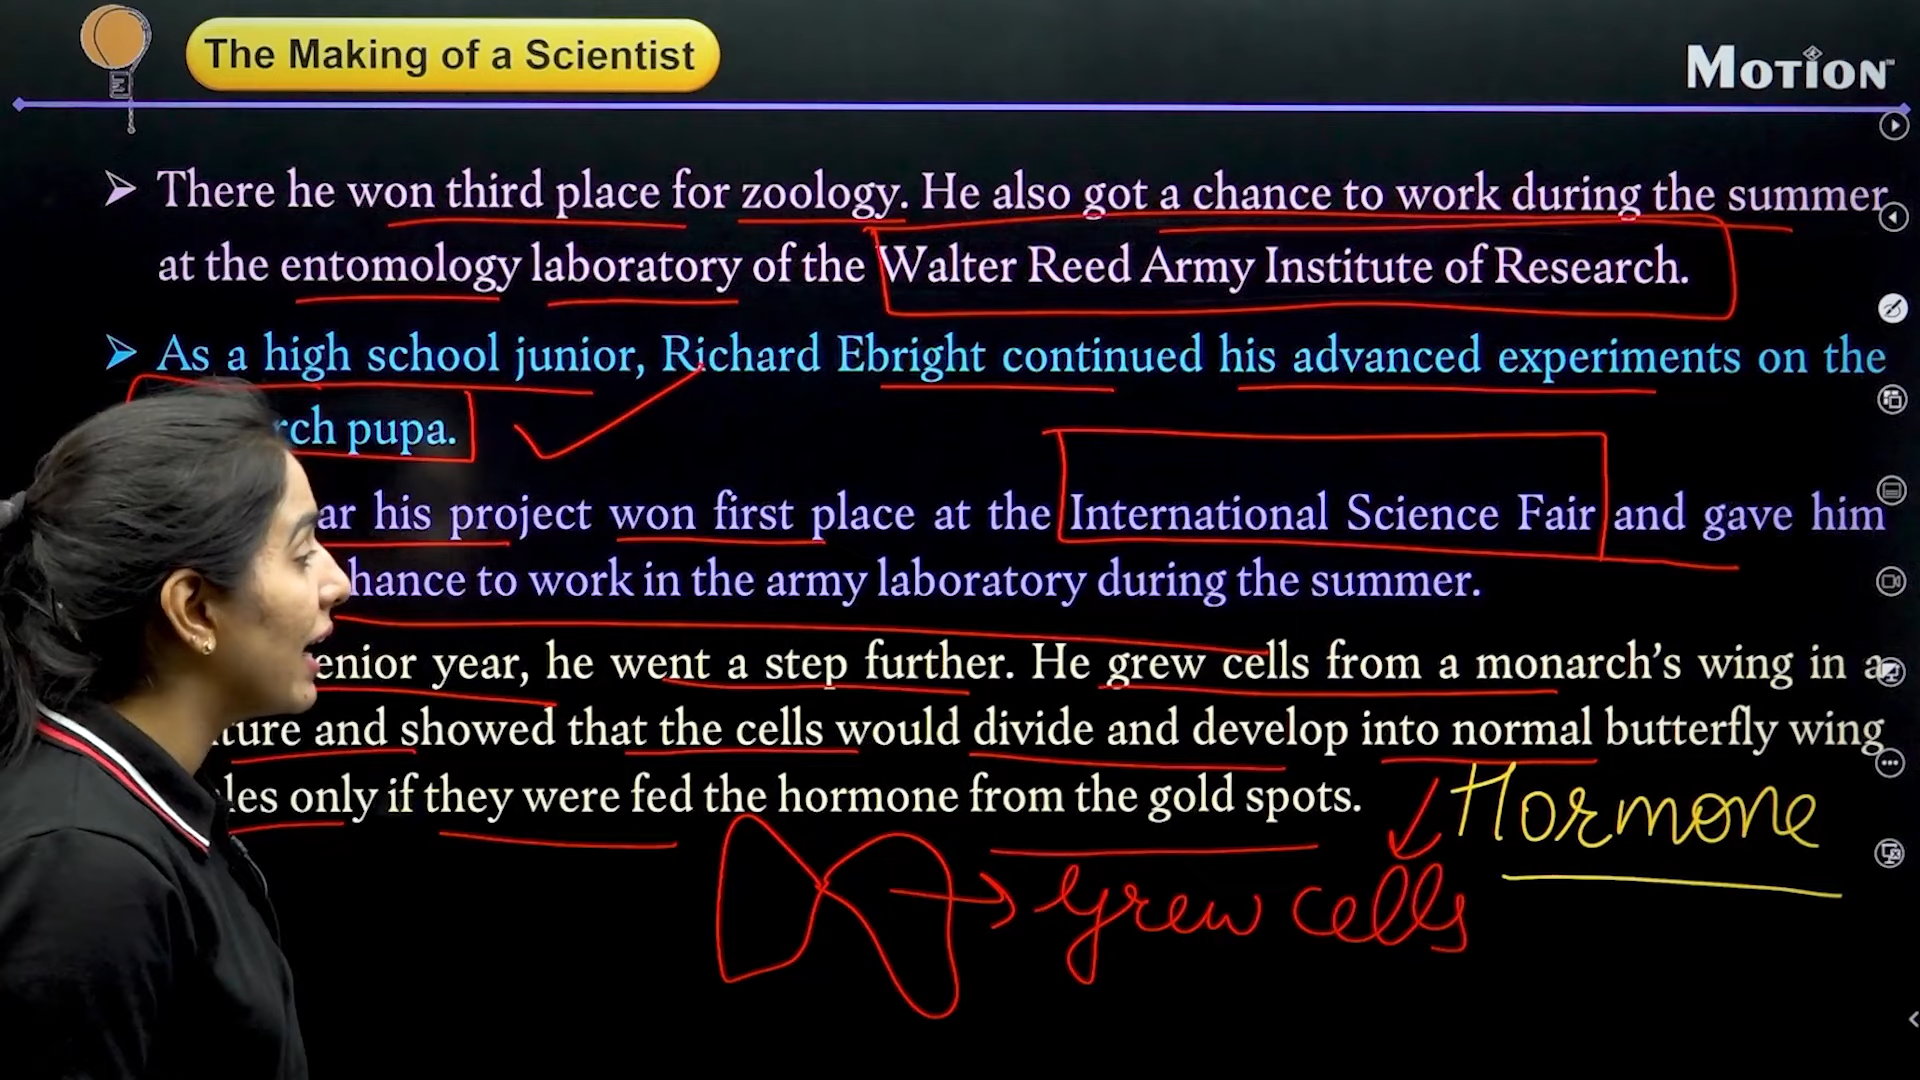 The Making of a Scientist
MOTION
There he won third place for zoology. He also got a chance to work during the summer
at the entomology laboratory of the Walter Reed Army Institute of Research.
As a high school junior, Richard Ebright continued his advanced experiments on the
rch pupa.
ar his project won first place at the International Science Fair and gave him
hance to work in the army laboratory during the summer.
enior year, he went a step further. He grew cells from a monarch's wing in a
ture and showed that the cells would divide and develop into normal butterfly wing
les only if they were fed the hormone from the gold spots.
Hormone
Grew cells